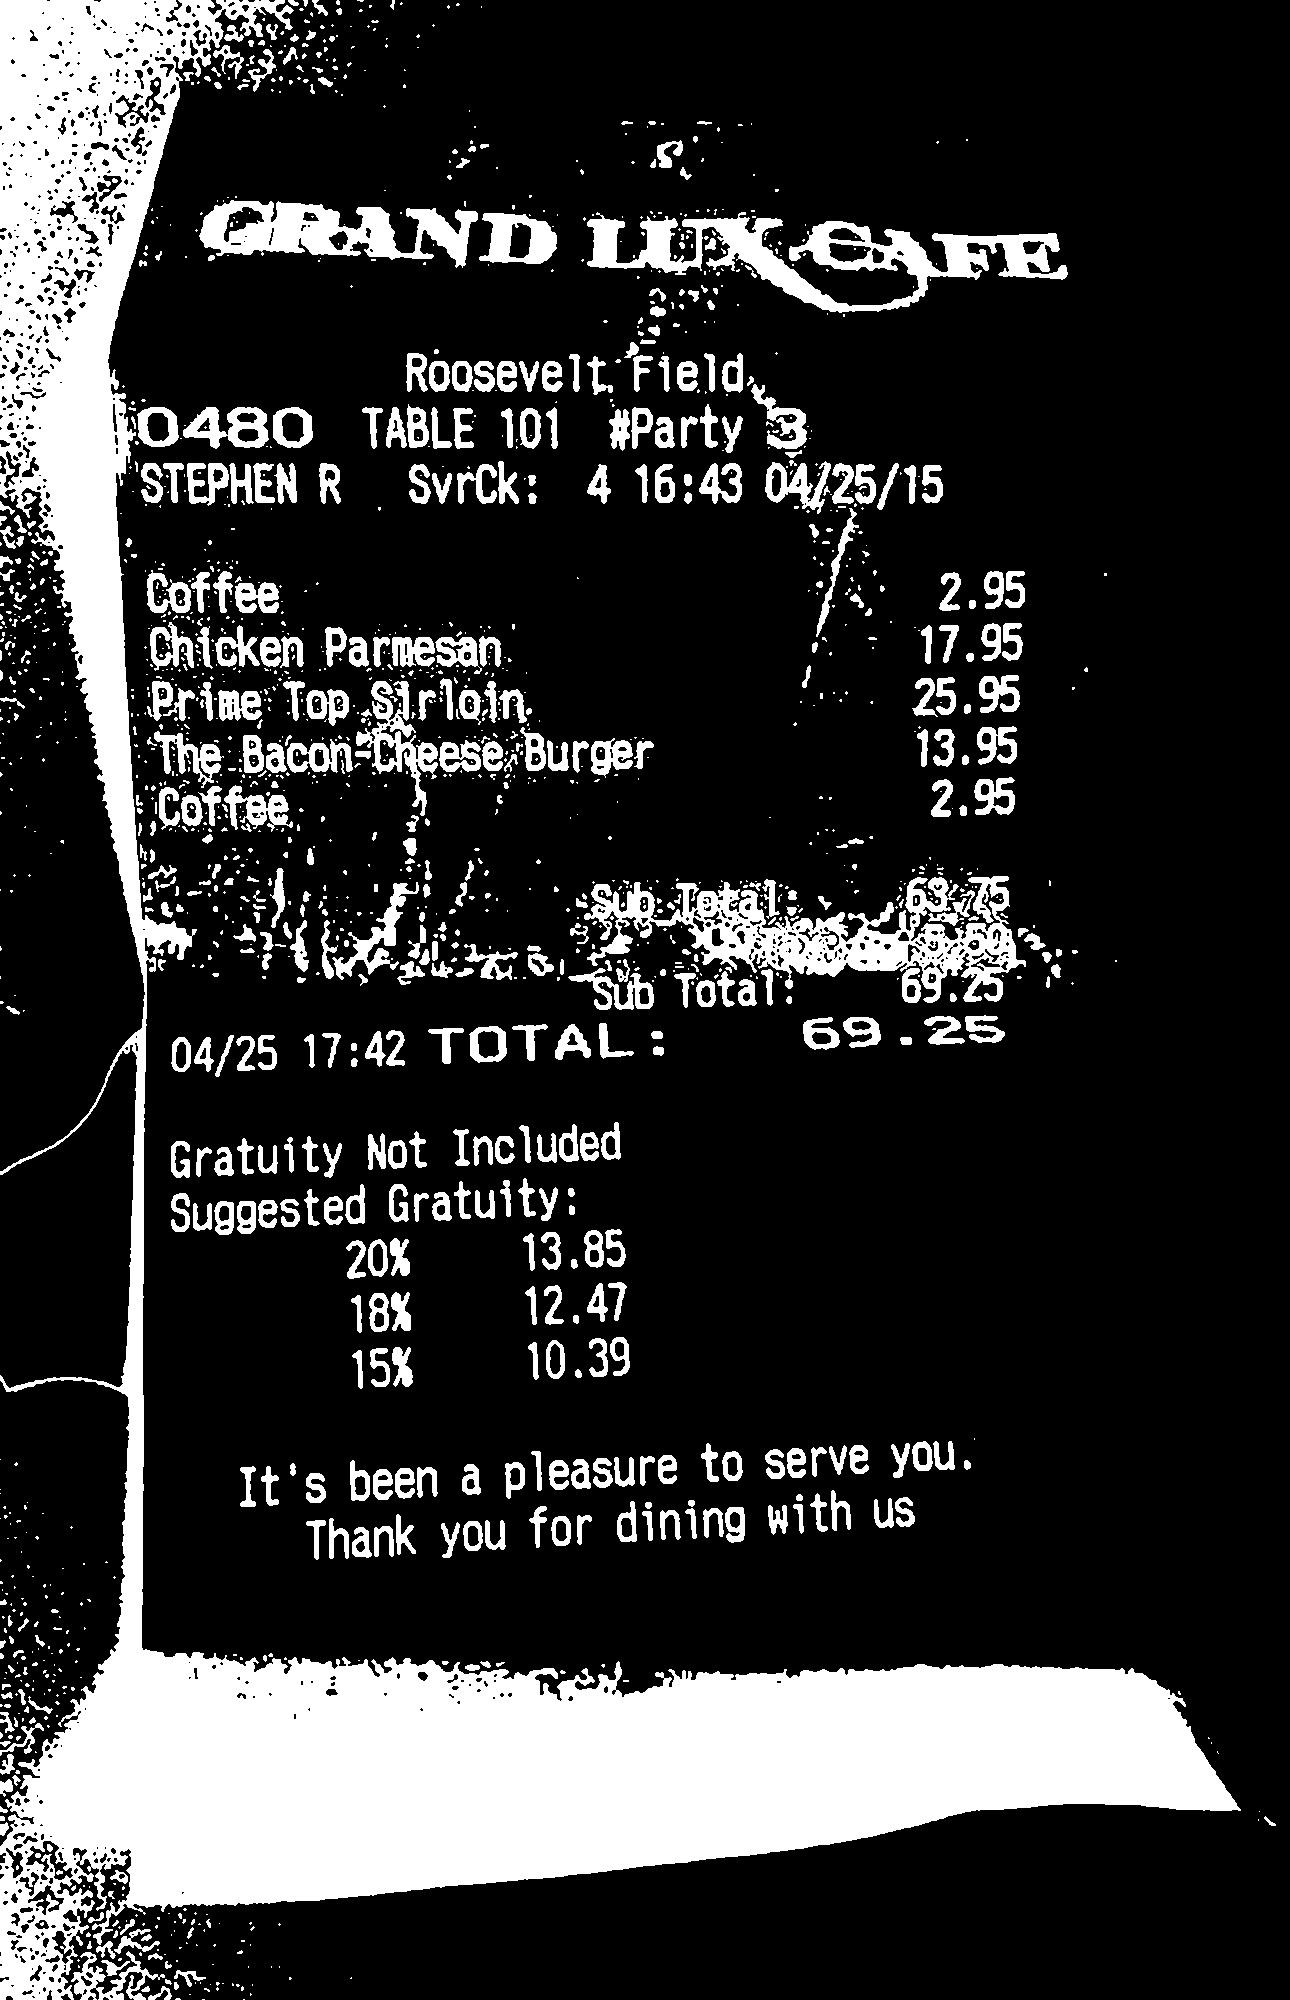 GRAND LUX CAFE
Roosevelt Field
0480 TABLE 101 #Party 3
STEPHEN R SvrCk: 4 16:43 04/25/15
Coffee 2.95
Chicken Parmesan 17.95
Prime Top Sirloin 25.95
The Bacon-Cheese Burger 13.95
Coffee 2.95
Sub Total: 63.75
5.50
Sub Total: 69.25
04/25 17:42 TOTAL: 69.25
Gratuity Not Included
Suggested Gratuity:
20% 13.85
18% 12.47
15% 10.39
It's been a pleasure to serve you.
Thank you for dining with us